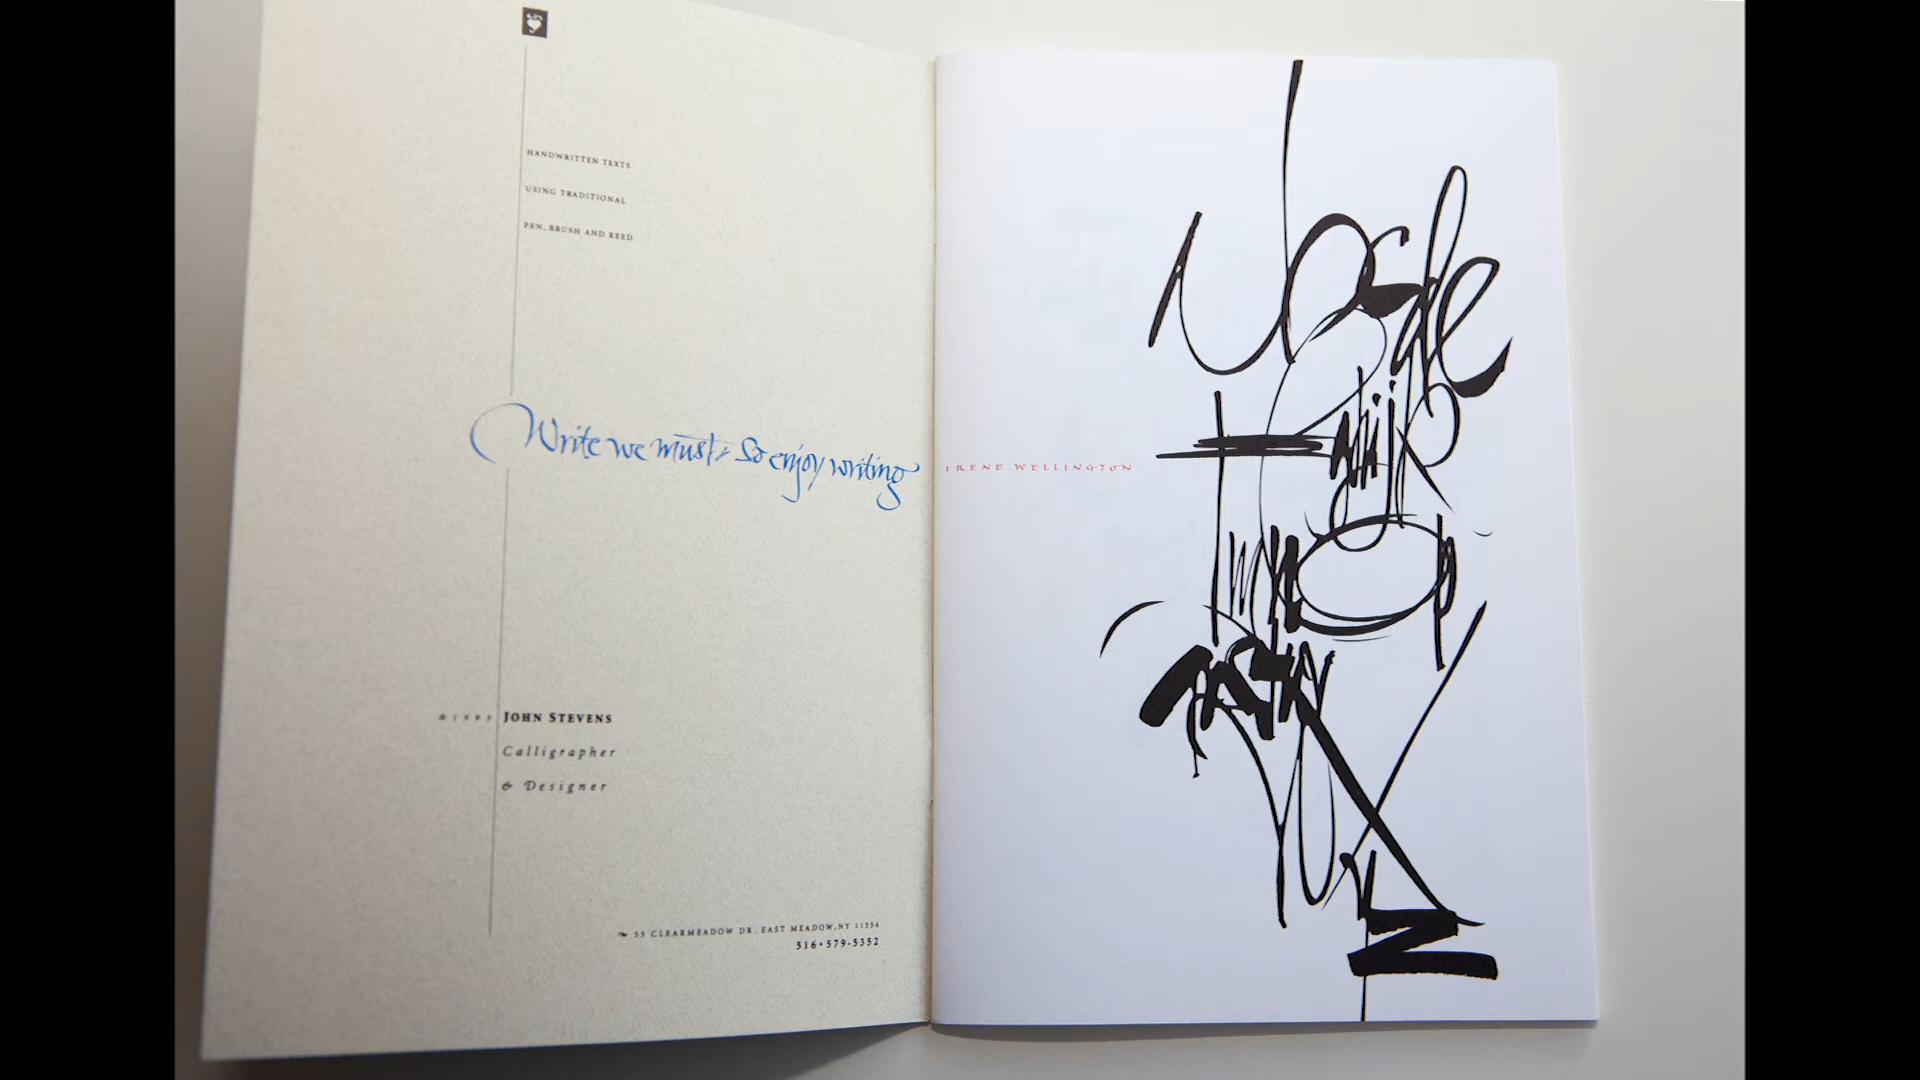 HANDWRITTEN TEXTS
USING TRADITIONAL
PEN, BRUSH AND REED
Write we must, so enjoy writing
IRENE WELLINGTON
JOHN STEVENS
Calligrapher
& Designer
53 CLEARMEADOW DR. EAST MEADOW, NY 11554
516•579-5352